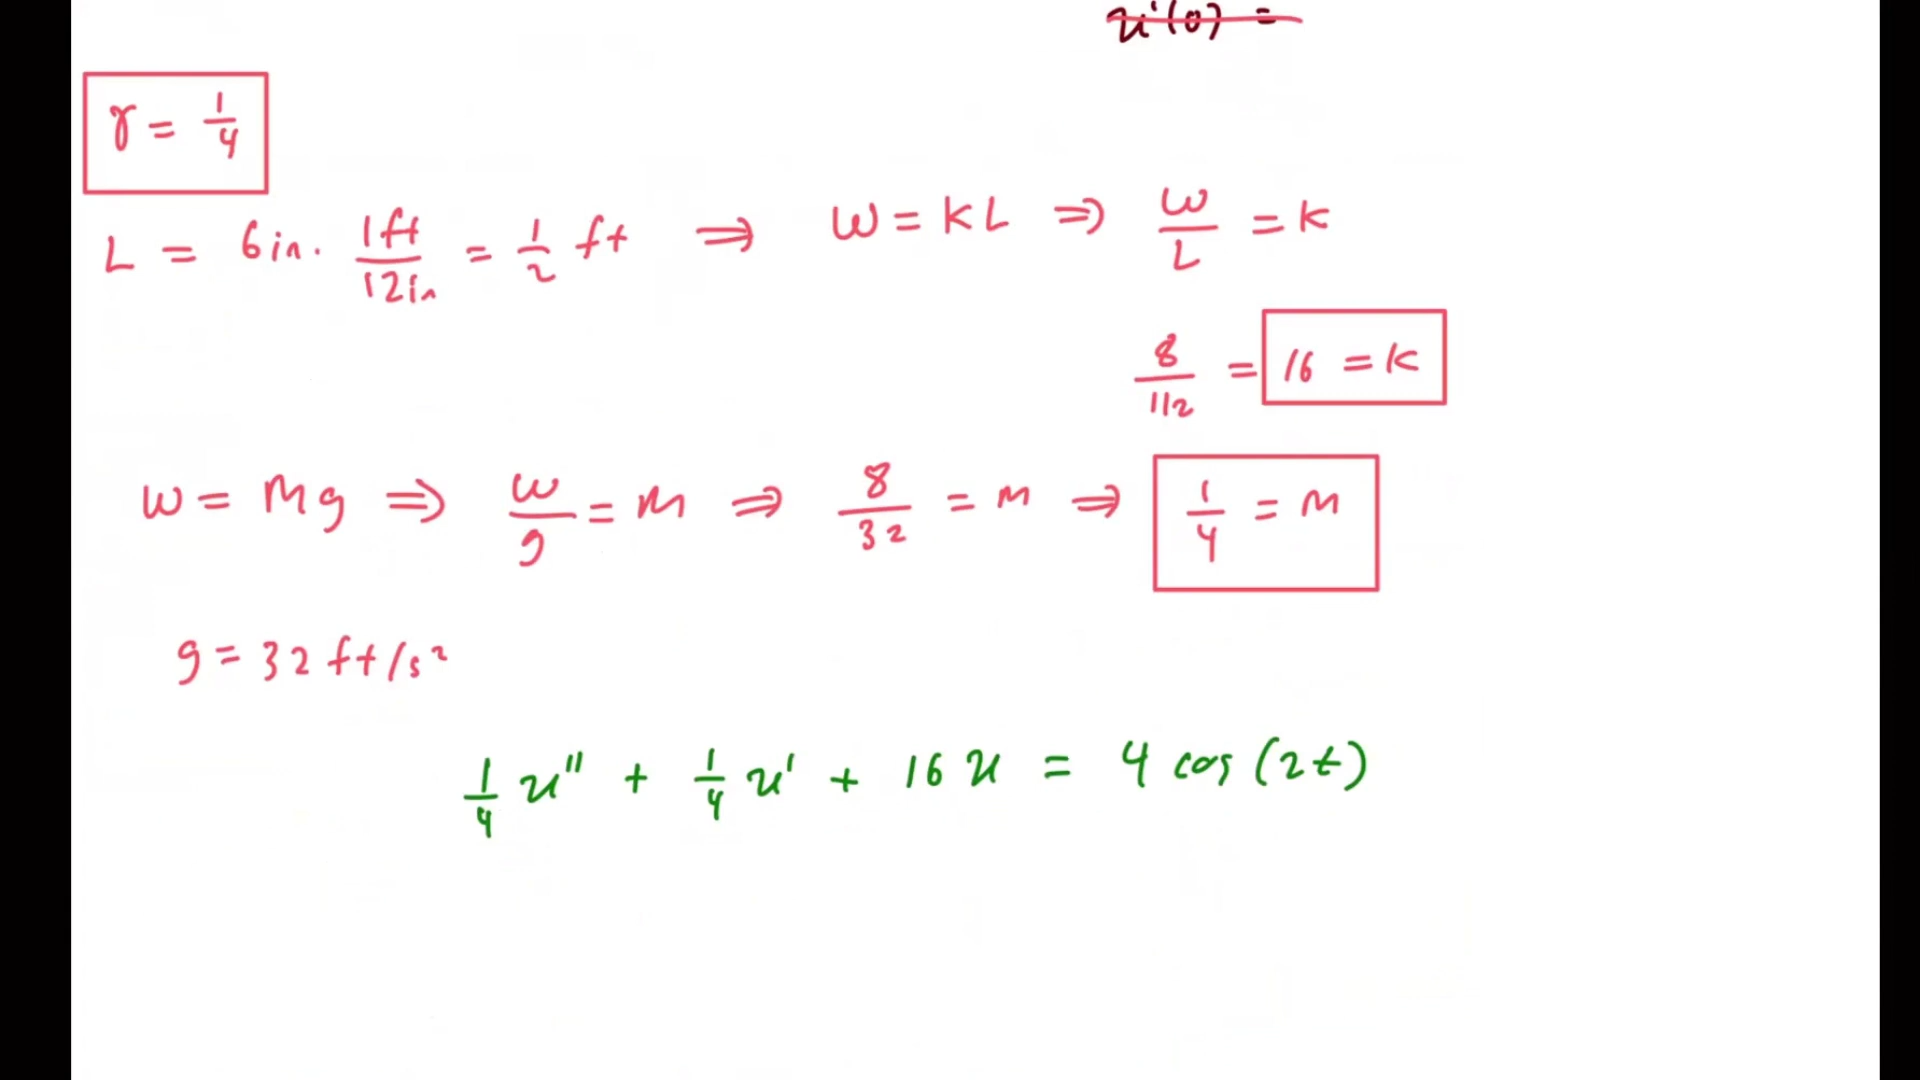 u'(0) =
γ = 1/4
L = 6in. 1ft/12in = 1/2 ft ⇒ W = KL ⇒ W/L = K
8/1/2 = 16 = K
W = Mg ⇒ W/g = M ⇒ 8/32 = M ⇒ 1/4 = M
g = 32 ft/s²
1/4 u'' + 1/4 u' + 16 u = 4 cos (2t)